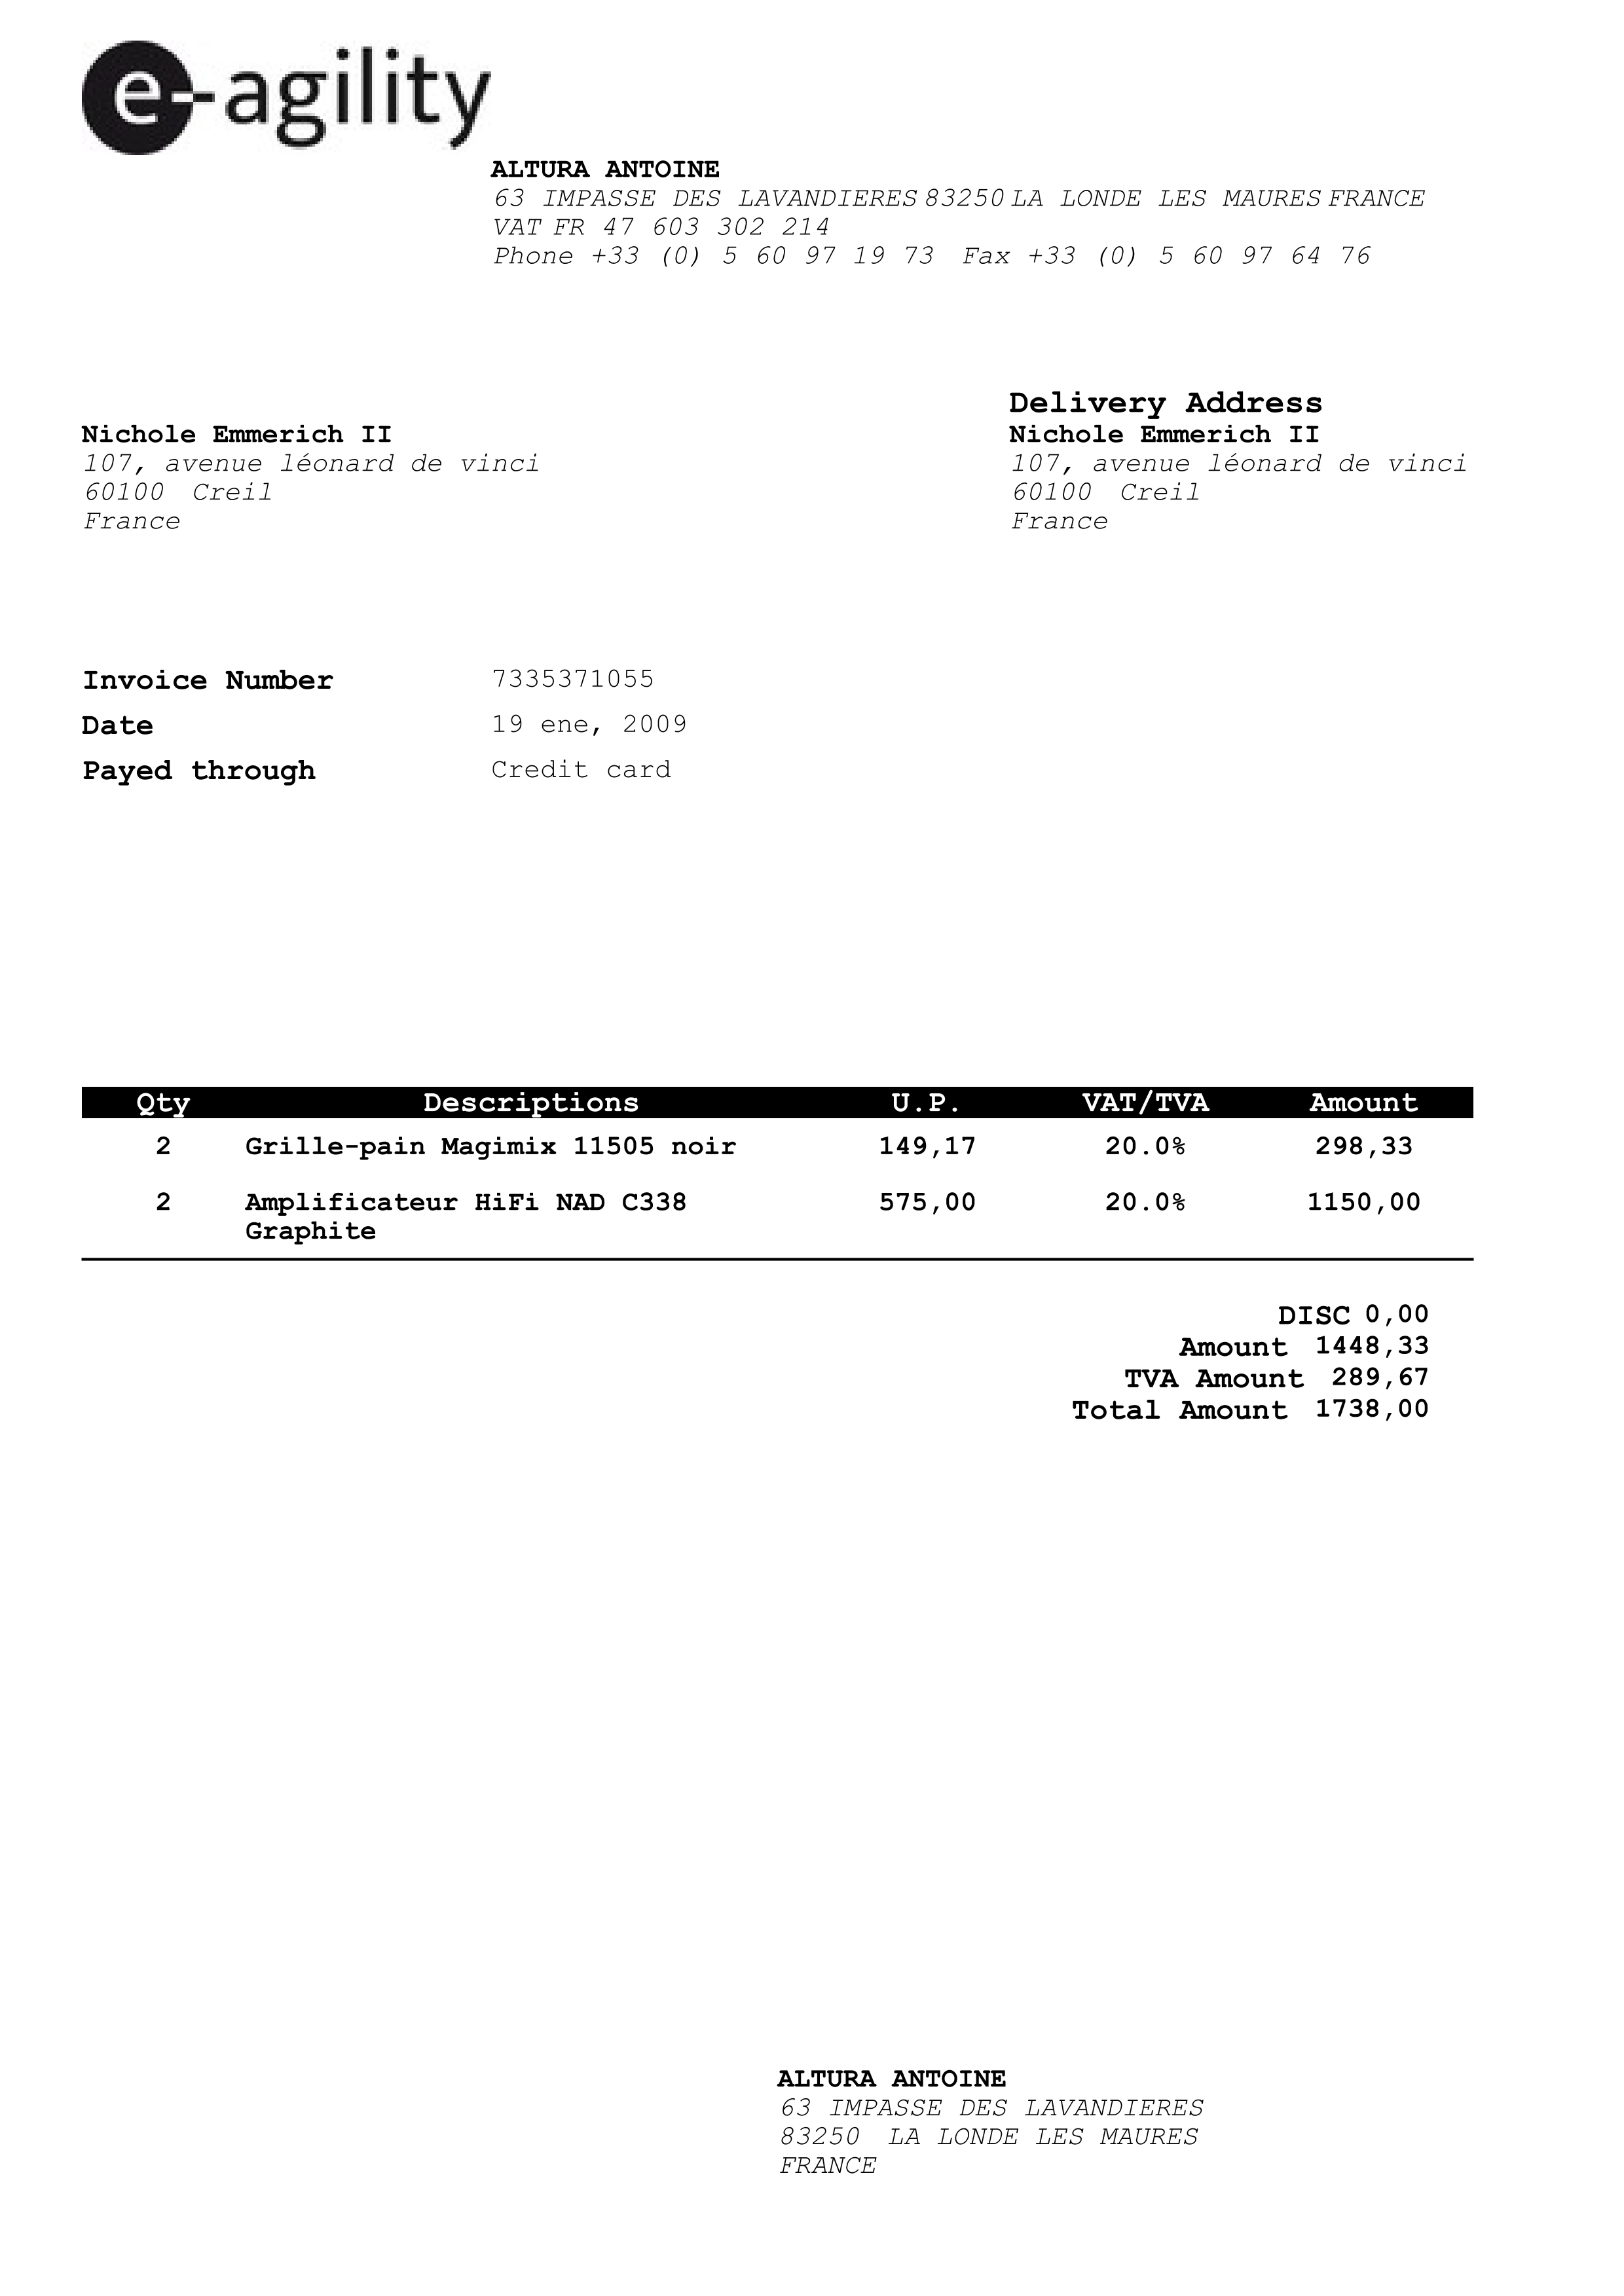 e-agility
ALTURA ANTOINE
63 IMPASSE DES LAVANDIERES 83250 LA LONDE LES MAURES FRANCE
VAT FR 47 603 302 214
Phone +33 (0) 5 60 97 19 73 Fax +33 (0) 5 60 97 64 76
Nichole Emmerich II
107, avenue léonard de vinci
60100 Creil
France
Delivery Address
Nichole Emmerich II
107, avenue léonard de vinci
60100 Creil
France
Invoice Number 7335371055
Date 19 ene, 2009
Payed through Credit card
Qty Descriptions U.P. VAT/TVA Amount
2 Grille-pain Magimix 11505 noir 149,17 20.0% 298,33
2 Amplificateur HiFi NAD C338 575,00 20.0% 1150,00
Graphite
DISC 0,00
Amount 1448,33
TVA Amount 289,67
Total Amount 1738,00
ALTURA ANTOINE
63 IMPASSE DES LAVANDIERES
83250 LA LONDE LES MAURES
FRANCE